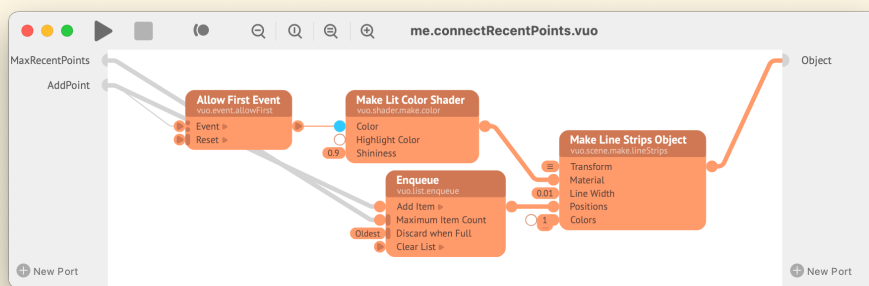 me.connectRecentPoints.vuo
MaxRecentPoints
AddPoint
Object
Allow First Event
vuo.event.allowFirst
Event
Reset
Make Lit Color Shader
vuo.shader.make.color
Color
Highlight Color
0.9 Shininess
Enqueue
vuo.list.enqueue
Add Item
Maximum Item Count
Oldest Discard when Full
Clear List
Make Line Strips Object
vuo.scene.make.lineStrips
Transform
Material
0.01 Line Width
Positions
1 Colors
New Port
New Port